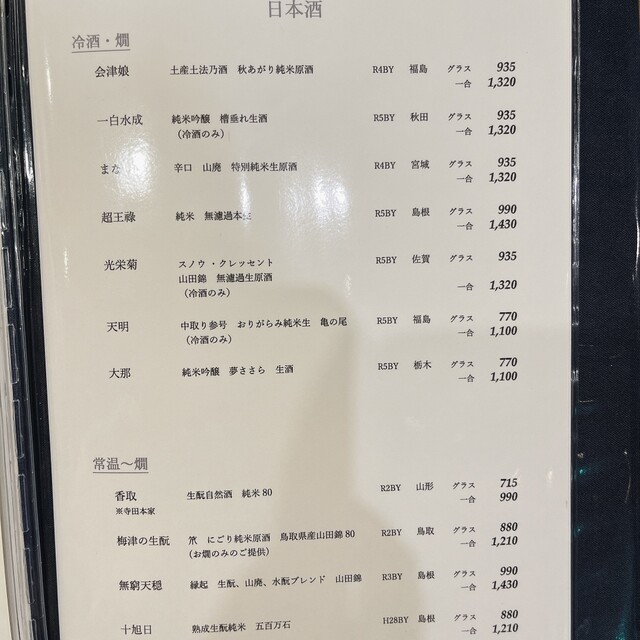 日本酒
冷酒・燗
会津娘 土産土法乃酒 秋あがり純米原酒 R4BY 福島 グラス 935
一合 1,320
一白水成 純米吟醸 槽垂れ生酒 R5BY 秋田 グラス 935
（冷酒のみ） 一合 1,320
辛口 山廃 特別純米生原酒 R4BY 宮城 グラス 935
一合 1,320
超王祿 純米 無濾過本生 R5BY 島根 グラス 990
一合 1,430
光栄菊 スノウ・クレッセント R5BY 佐賀 グラス 935
山田錦 無濾過生原酒
（冷酒のみ） 一合 1,320
天明 中取り参号 おりがらみ純米生 亀の尾 R5BY 福島 グラス 770
（冷酒のみ） 一合 1,100
大那 純米吟醸 夢ささら 生酒 R5BY 栃木 グラス 770
一合 1,100
常温～燗
香取 生酛自然酒 純米80 R2BY 山形 グラス 715
※寺田本家 一合 990
梅津の生酛 笊 にごり純米原酒 鳥取県産山田錦80 R2BY 鳥取 グラス 880
（お燗のみのご提供） 一合 1,210
無窮天穏 縁起 生酛、山廃、水酛ブレンド 山田錦 R3BY 島根 グラス 990
一合 1,430
十旭日 熟成生酛純米 五百万石 H28BY 島根 グラス 880
一合 1,210